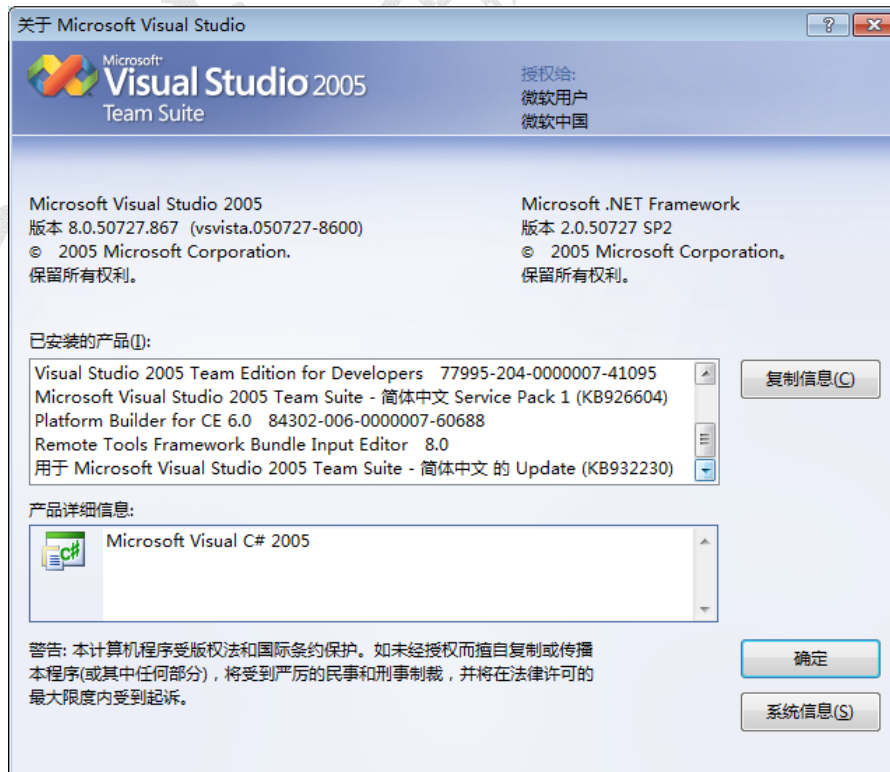 关于 Microsoft Visual Studio
Microsoft
Visual Studio 2005
Team Suite
授权给:
微软用户
微软中国
Microsoft Visual Studio 2005
版本 8.0.50727.867 (vsvista.050727-8600)
© 2005 Microsoft Corporation.
保留所有权利。
Microsoft .NET Framework
版本 2.0.50727 SP2
© 2005 Microsoft Corporation。
保留所有权利。
已安装的产品(I):
Visual Studio 2005 Team Edition for Developers 77995-204-0000007-41095
Microsoft Visual Studio 2005 Team Suite - 简体中文 Service Pack 1 (KB926604)
Platform Builder for CE 6.0 84302-006-0000007-60688
Remote Tools Framework Bundle Input Editor 8.0
用于 Microsoft Visual Studio 2005 Team Suite - 简体中文 的 Update (KB932230)
复制信息(C)
产品详细信息:
C#
Microsoft Visual C# 2005
警告: 本计算机程序受版权法和国际条约保护。如未经授权而擅自复制或传播
本程序(或其中任何部分)，将受到严厉的民事和刑事制裁，并将在法律许可的
最大限度内受到起诉。
确定
系统信息(S)